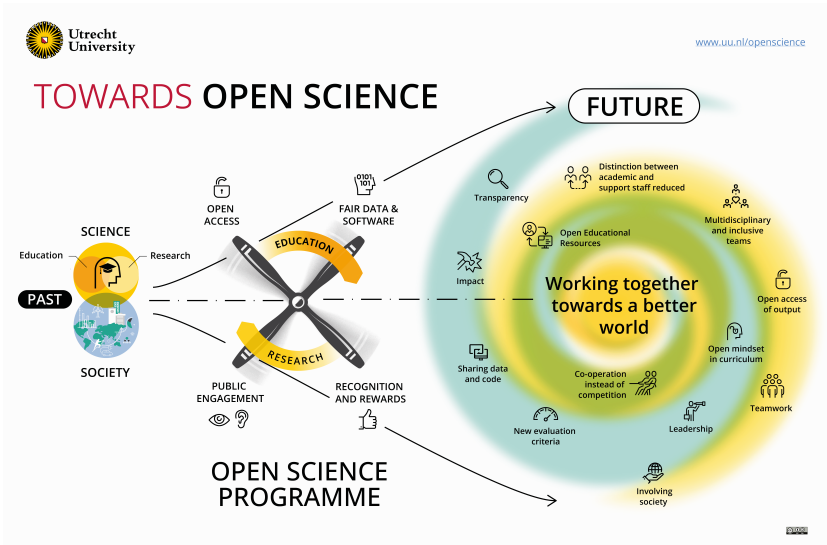 Utrecht
University
www.uu.nl/openscience
TOWARDS OPEN SCIENCE
FUTURE
OPEN
ACCESS
0101
101
FAIR DATA &
SOFTWARE
SCIENCE
Education
Research
PAST
SOCIETY
EDUCATION
RESEARCH
PUBLIC
ENGAGEMENT
RECOGNITION
AND REWARDS
OPEN SCIENCE
PROGRAMME
Transparency
Distinction between
academic and
support staff reduced
Multidisciplinary
and inclusive
teams
Open Educational
Resources
Impact
Working together
towards a better
world
Open access
of output
Open mindset
in curriculum
Sharing data
and code
Co-operation
instead of
competition
Teamwork
New evaluation
criteria
Leadership
Involving
society